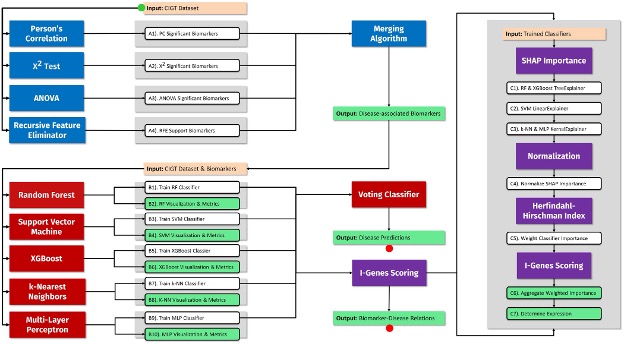 Input: CIGT Dataset
Person's
Correlation
A1). PC Significant Biomarkers
X² Test
A2). X² Significant Biomarkers
ANOVA
A3). ANOVA Significant Biomarkers
Recursive Feature
Eliminator
A4). RFE Support Biomarkers
Merging
Algorithm
Output: Disease-associated Biomarkers
Input: CIGT Dataset & Biomarkers
Random Forest
B1). Train RF Classifier
B2). RF Visualization & Metrics
Support Vector
Machine
B3). Train SVM Classifier
B4). SVM Visualization & Metrics
XGBoost
B5). Train XGBoost Classier
B6). XGBoost Visualization & Metrics
k-Nearest
Neighbors
B7). Train k-NN Classifier
B8). K-NN Visualization & Metrics
Multi-Layer
Perceptron
B9). Train MLP Classifier
B10). MLP Visualization & Metrics
Voting Classifier
Output: Disease Predictions
I-Genes Scoring
Output: Biomarker-Disease Relations
Input: Trained Classifiers
SHAP Importance
C1). RF & XGBoost TreeExplainer
C2). SVM LinearExplainer
C3). k-NN & MLP KernelExplainer
Normalization
C4). Normalize SHAP Importance
Herfindahl-
Hirschman Index
C5). Weight Classifier Importance
I-Genes Scoring
C6). Aggregate Weighted Importance
C7). Determine Expression